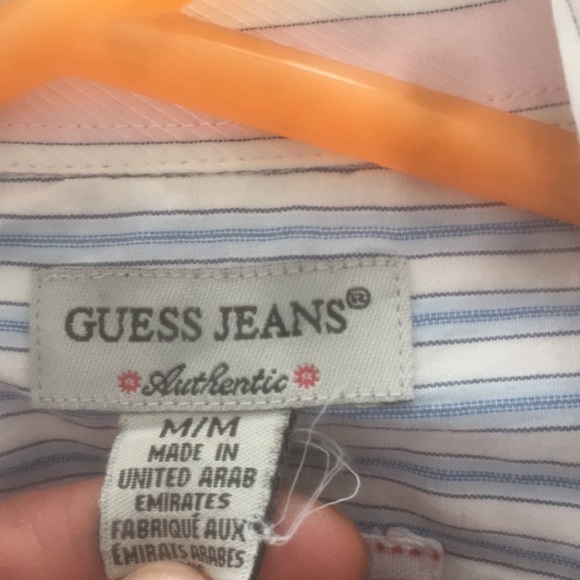 GUESS JEANS®
Authentic
M/M
MADE IN
UNITED ARAB
EMIRATES
FABRIQUÉ AUX
ÉMIRATS ARABES